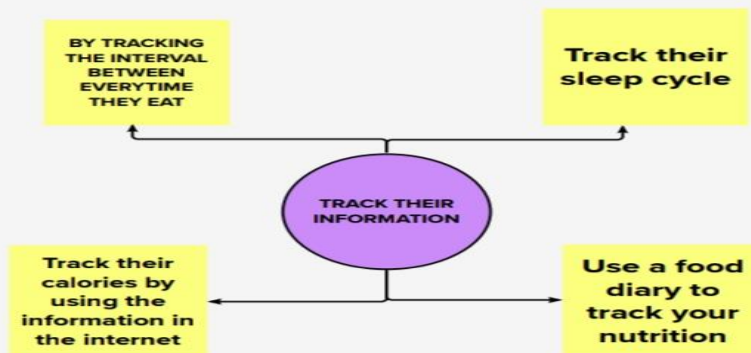 BY TRACKING
THE INTERVAL
BETWEEN
EVERYTIME
THEY EAT
Track their
sleep cycle
TRACK THEIR
INFORMATION
Track their
calories by
using the
information in
the internet
Use a food
diary to
track your
nutrition